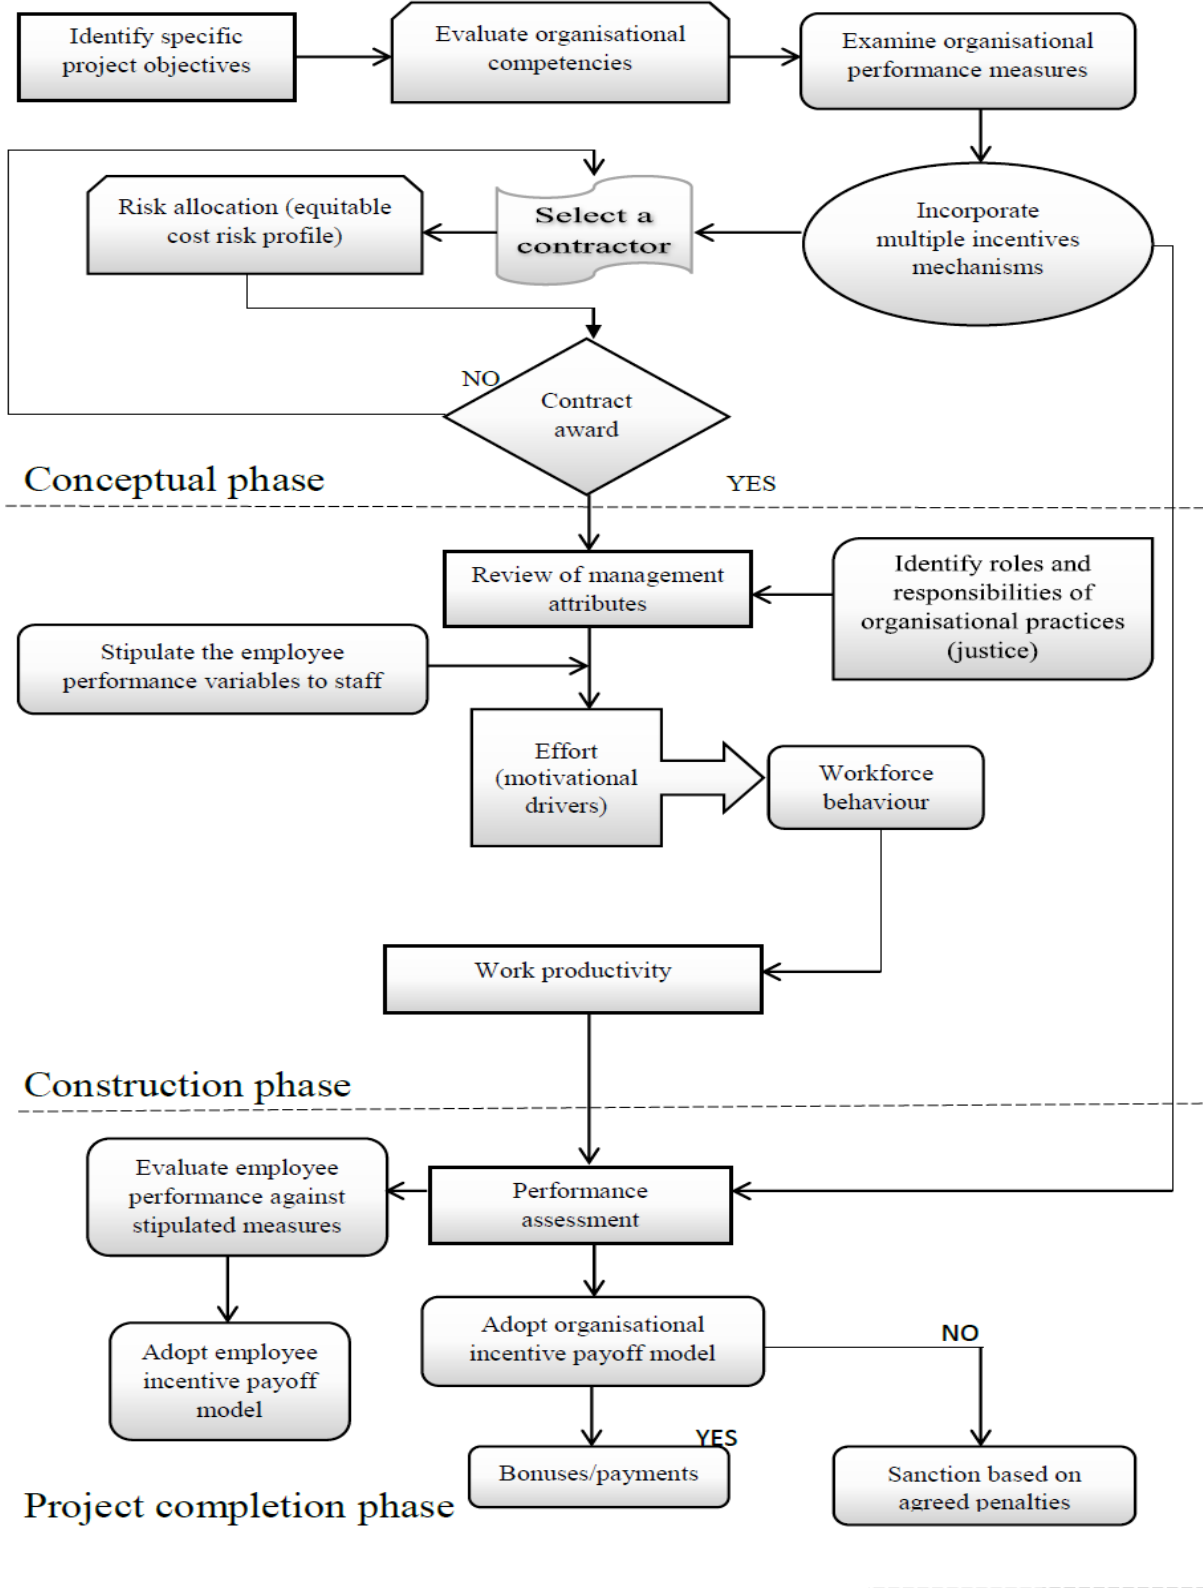 Identify specific
project objectives
Evaluate organisational
competencies
Examine organisational
performance measures
Risk allocation (equitable
cost risk profile)
Select a
contractor
Incorporate
multiple incentives
mechanisms
NO
Contract
award
Conceptual phase
YES
Review of management
attributes
Identify roles and
responsibilities of
organisational practices
(justice)
Stipulate the employee
performance variables to staff
Effort
(motivational
drivers)
Workforce
behaviour
Work productivity
Construction phase
Evaluate employee
performance against
stipulated measures
Performance
assessment
Adopt employee
incentive payoff
model
Adopt organisational
incentive payoff model
NO
YES
Bonuses/payments
Sanction based on
agreed penalties
Project completion phase